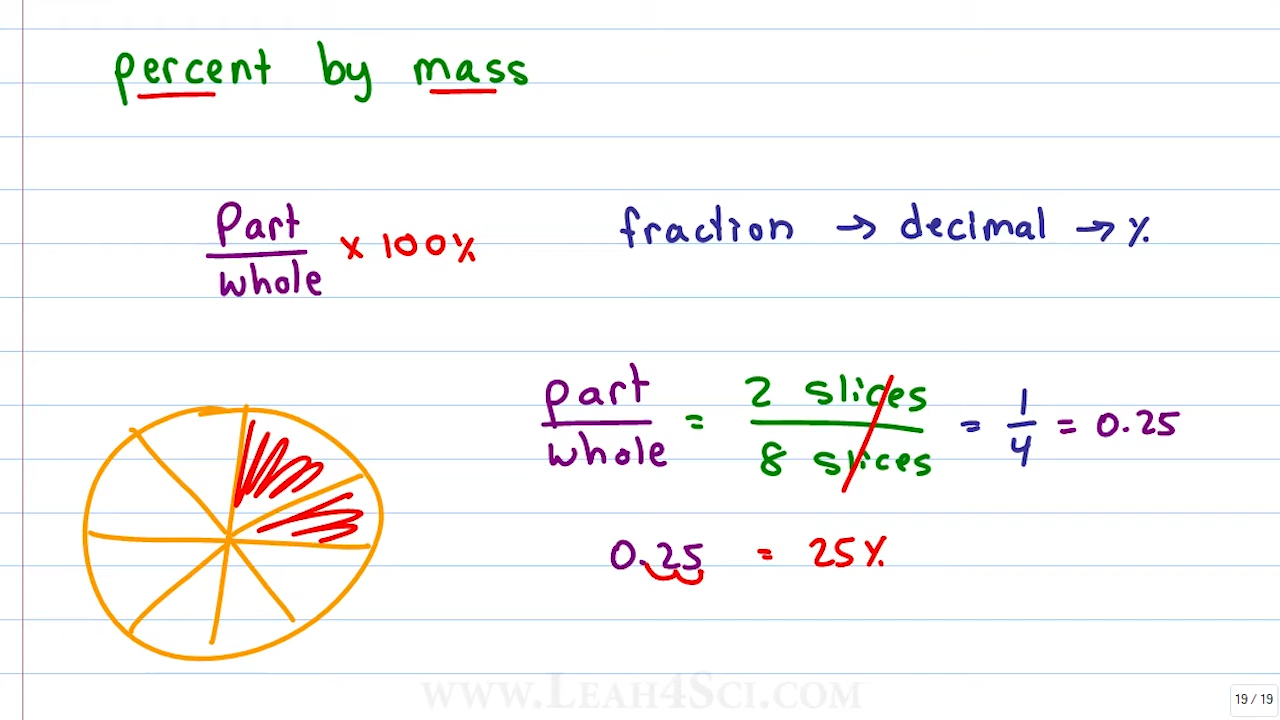 percent by mass
Part
whole
x 100%
fraction → decimal → %
part
whole
=
2 slices
8 slices
= 1/4 = 0.25
0.25 = 25%
www.Leah4Sci.com
19 / 19